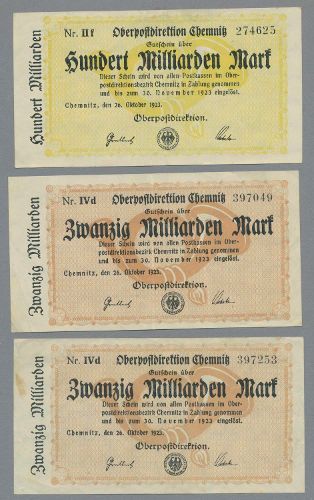 Hundert Milliarden
Nr. IIf Oberpostdirektion Chemnitz 274625
Gutschein über
Hundert Milliarden Mark
Dieser Schein wird von allen Postkassen im Ober-
postdirektionsbezirk Chemnitz in Zahlung genommen
und bis zum 30. November 1923 eingelöst.
Chemnitz, den 26. Oktober 1923.
Oberpostdirektion.
Zwanzig Milliarden
Nr. IVd Oberpostdirektion Chemnitz 397049
Gutschein über
Zwanzig Milliarden Mark
Dieser Schein wird von allen Postkassen im Ober-
postdirektionsbezirk Chemnitz in Zahlung genommen
und bis zum 30. November 1923 eingelöst.
Chemnitz, den 26. Oktober 1923.
Oberpostdirektion.
Zwanzig Milliarden
Nr. IVd Oberpostdirektion Chemnitz 397253
Gutschein über
Zwanzig Milliarden Mark
Dieser Schein wird von allen Postkassen im Ober-
postdirektionsbezirk Chemnitz in Zahlung genommen
und bis zum 30. November 1923 eingelöst.
Chemnitz, den 26. Oktober 1923.
Oberpostdirektion.